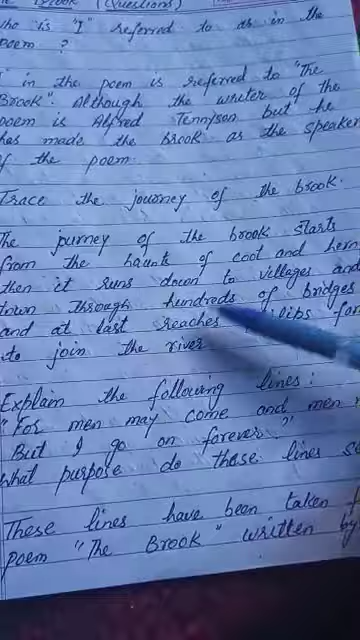 Brook (Questions)
who is "I" referred to as in the
poem ?
I in the poem is referred to "The
Brook". Although the writer of the
poem is Alfred Tennyson but he
has made the brook as the speaker
of the poem.
Trace the journey of the brook.
The journey of the brook starts
from the haunts of coot and hern
then it runs down to villages and
town through hundreds of bridges
and at last reaches
to join the river
Explain the following lines :
"For men may come and men
But I go on forever."
What purpose do these lines
These lines have been taken
poem "The Brook" written by